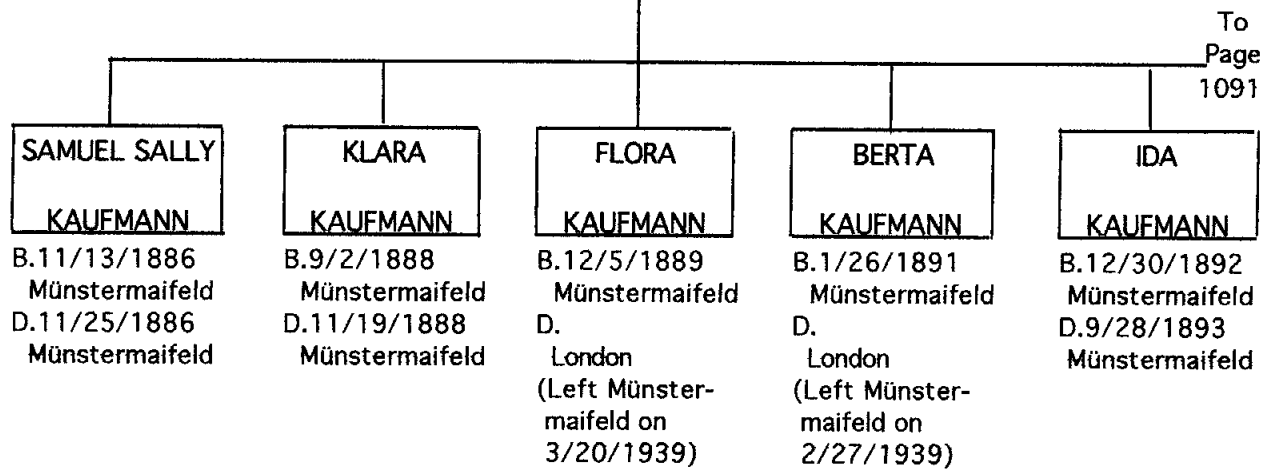 To
Page
1091
SAMUEL SALLY
KAUFMANN
B.11/13/1886
Münstermaifeld
D.11/25/1886
Münstermaifeld
KLARA
KAUFMANN
B.9/2/1888
Münstermaifeld
D.11/19/1888
Münstermaifeld
FLORA
KAUFMANN
B.12/5/1889
Münstermaifeld
D.
London
(Left Münster-
maifeld on
3/20/1939)
BERTA
KAUFMANN
B.1/26/1891
Münstermaifeld
D.
London
(Left Münster-
maifeld on
2/27/1939)
IDA
KAUFMANN
B.12/30/1892
Münstermaifeld
D.9/28/1893
Münstermaifeld